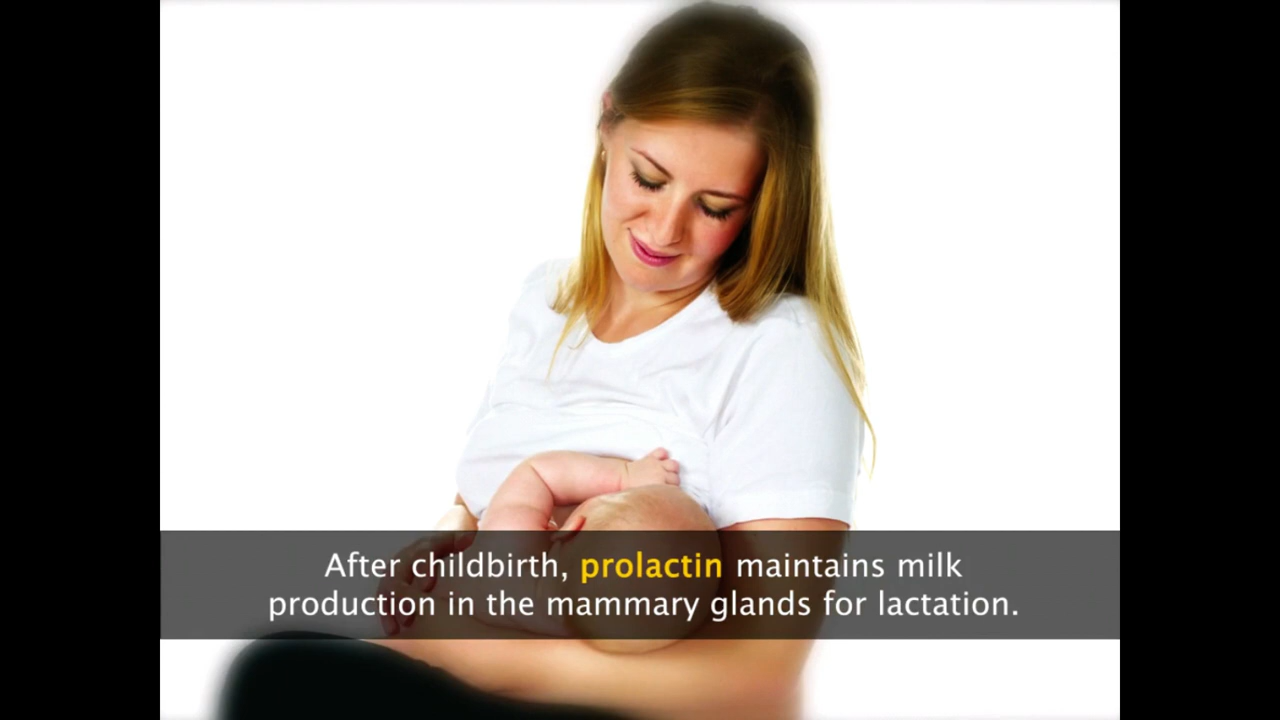 After childbirth, prolactin maintains milk
production in the mammary glands for lactation.